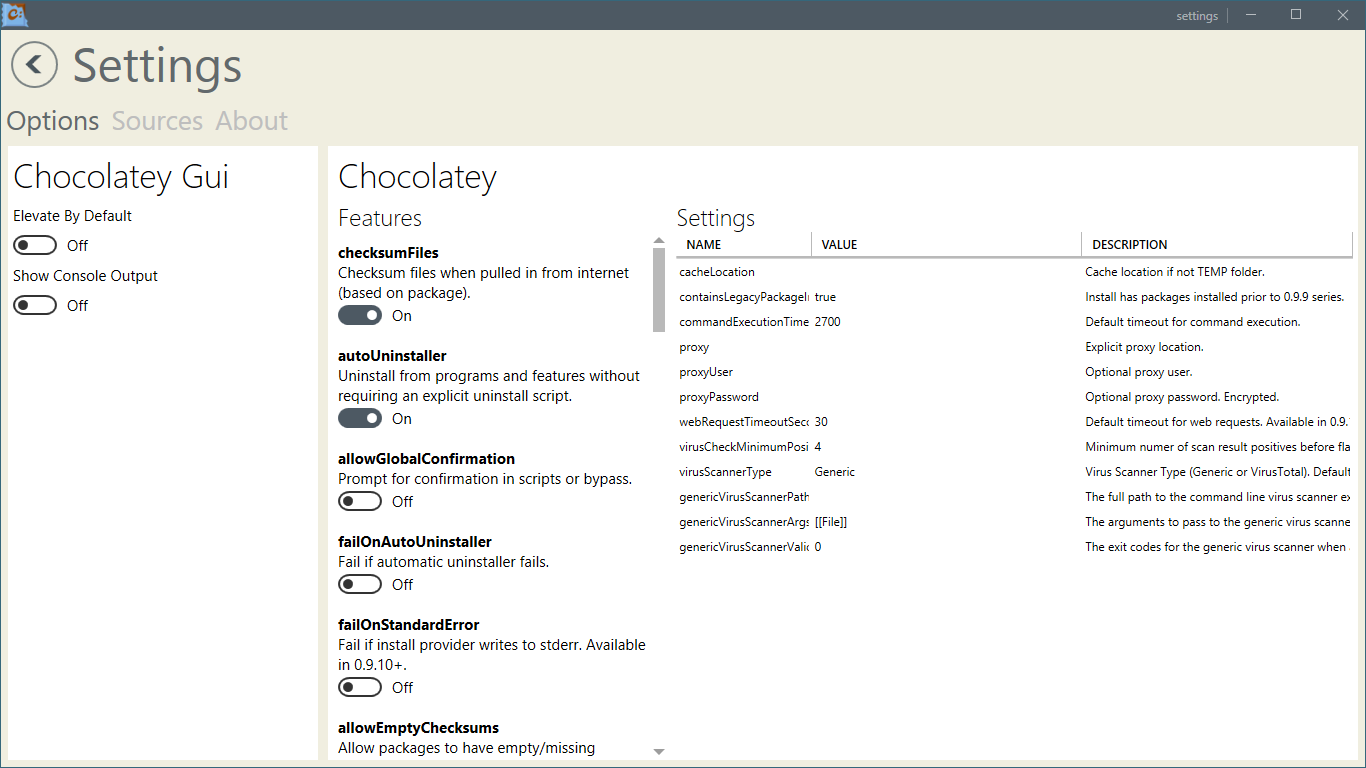 settings
Settings
Options Sources About
Chocolatey Gui
Elevate By Default
Off
Show Console Output
Off
Chocolatey
Features
checksumFiles
Checksum files when pulled in from internet
(based on package).
On
autoUninstaller
Uninstall from programs and features without
requiring an explicit uninstall script.
On
allowGlobalConfirmation
Prompt for confirmation in scripts or bypass.
Off
failOnAutoUninstaller
Fail if automatic uninstaller fails.
Off
failOnStandardError
Fail if install provider writes to stderr. Available
in 0.9.10+.
Off
allowEmptyChecksums
Allow packages to have empty/missing
Settings
NAME VALUE DESCRIPTION
cacheLocation Cache location if not TEMP folder.
containsLegacyPackageI true Install has packages installed prior to 0.9.9 series.
commandExecutionTime 2700 Default timeout for command execution.
proxy Explicit proxy location.
proxyUser Optional proxy user.
proxyPassword Optional proxy password. Encrypted.
webRequestTimeoutSec 30 Default timeout for web requests. Available in 0.9.
virusCheckMinimumPosi 4 Minimum numer of scan result positives before fla
virusScannerType Generic Virus Scanner Type (Generic or VirusTotal). Default
genericVirusScannerPath The full path to the command line virus scanner ex
genericVirusScannerArgs [[File]] The arguments to pass to the generic virus scanne
genericVirusScannerVali 0 The exit codes for the generic virus scanner when